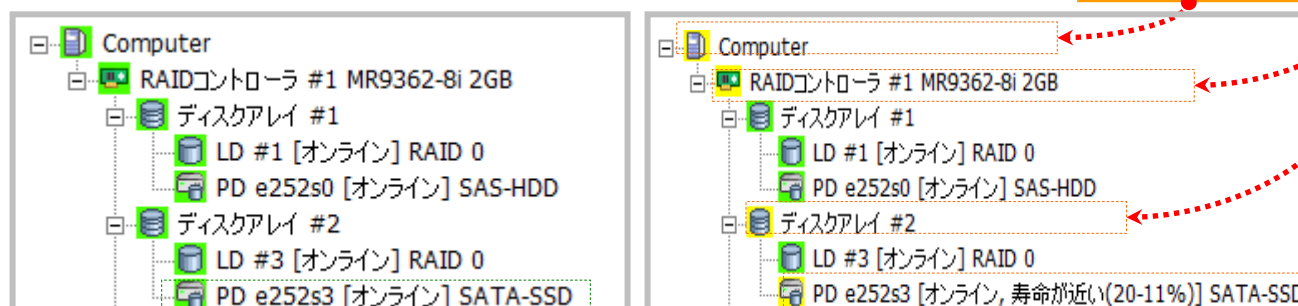 Computer
RAIDコントローラ #1 MR9362-8i 2GB
ディスクアレイ #1
LD #1 [オンライン] RAID 0
PD e252s0 [オンライン] SAS-HDD
ディスクアレイ #2
LD #3 [オンライン] RAID 0
PD e252s3 [オンライン] SATA-SSD
Computer
RAIDコントローラ #1 MR9362-8i 2GB
ディスクアレイ #1
LD #1 [オンライン] RAID 0
PD e252s0 [オンライン] SAS-HDD
ディスクアレイ #2
LD #3 [オンライン] RAID 0
PD e252s3 [オンライン, 寿命が近い(20-11%)] SATA-SSD